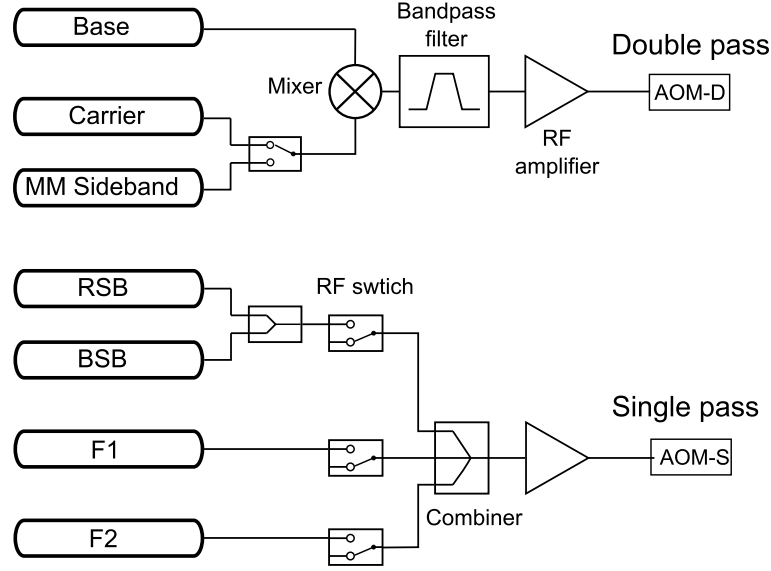 Base
Bandpass
filter
Double pass
Mixer
AOM-D
Carrier
RF
amplifier
MM Sideband
RSB
RF swtich
BSB
Single pass
F1
AOM-S
Combiner
F2